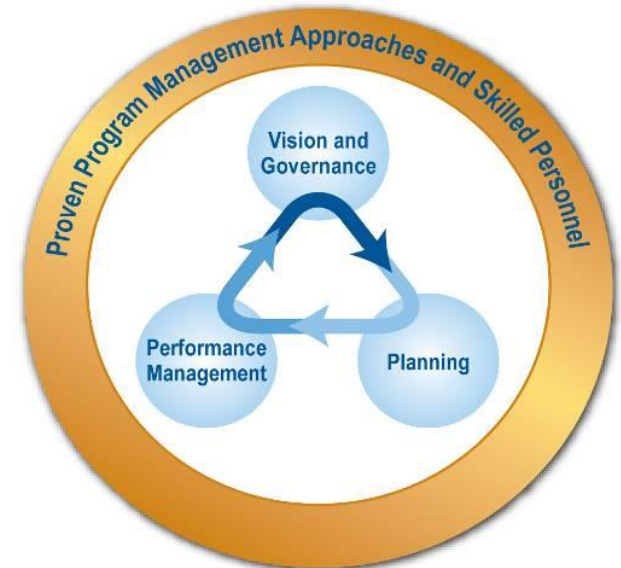 Proven Program Management Approaches and Skilled Personnel
Vision and
Governance
Performance
Management
Planning